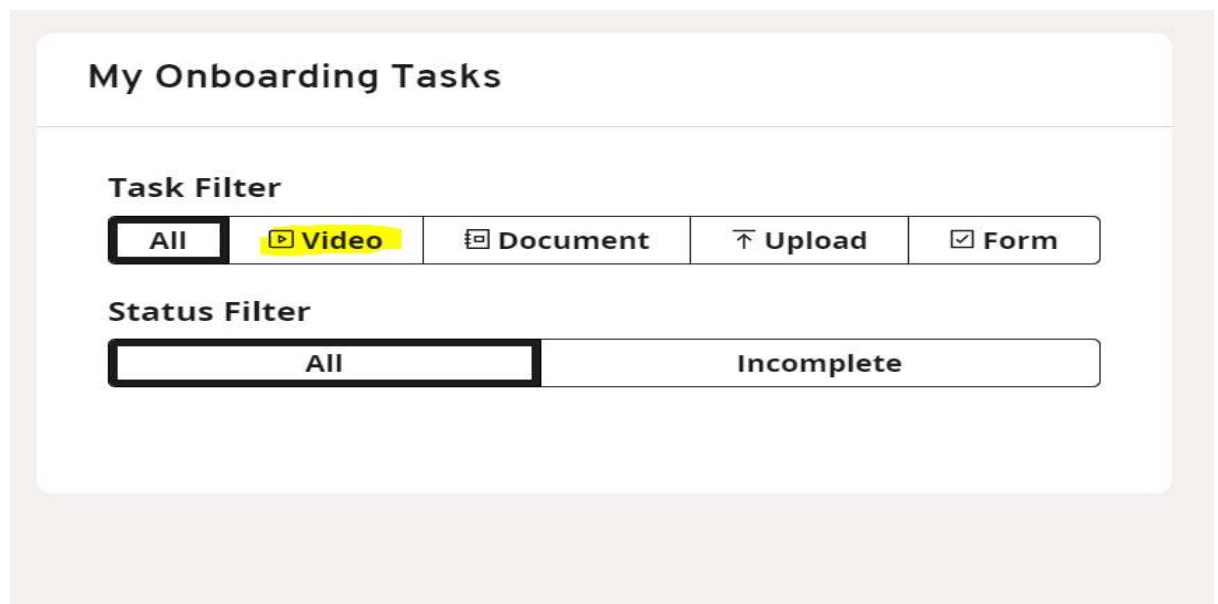 My Onboarding Tasks
Task Filter
All Video Document Upload Form
Status Filter
All Incomplete